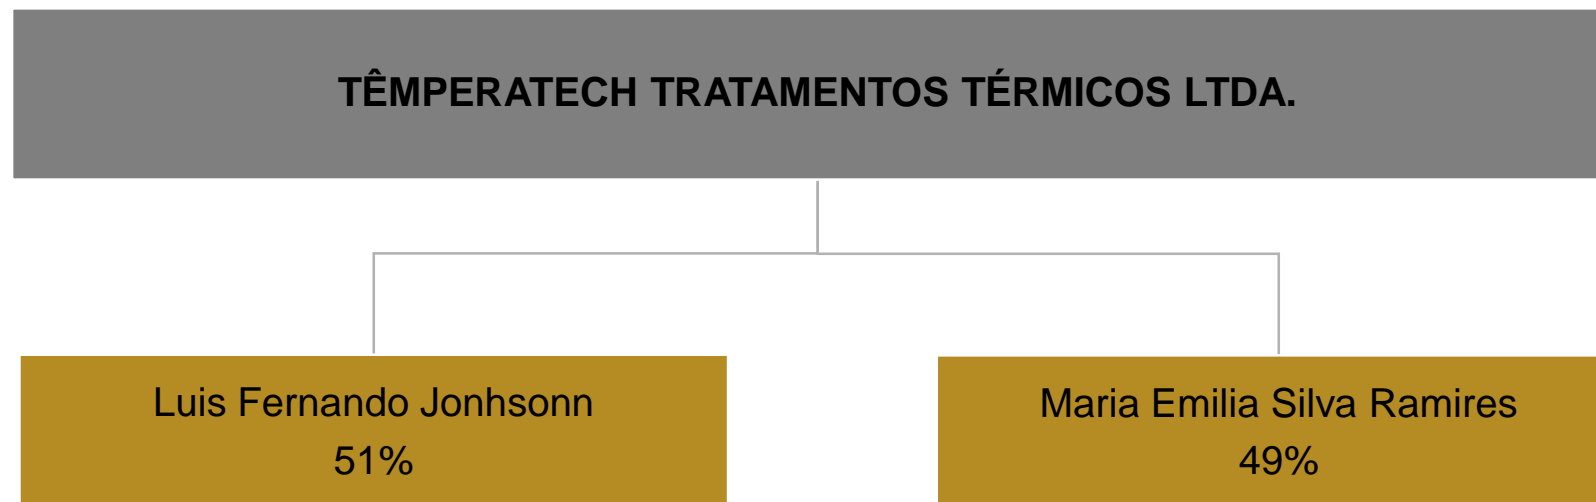 TÊMPERATECH TRATAMENTOS TÉRMICOS LTDA.
Luis Fernando Jonhsonn
51%
Maria Emilia Silva Ramires
49%